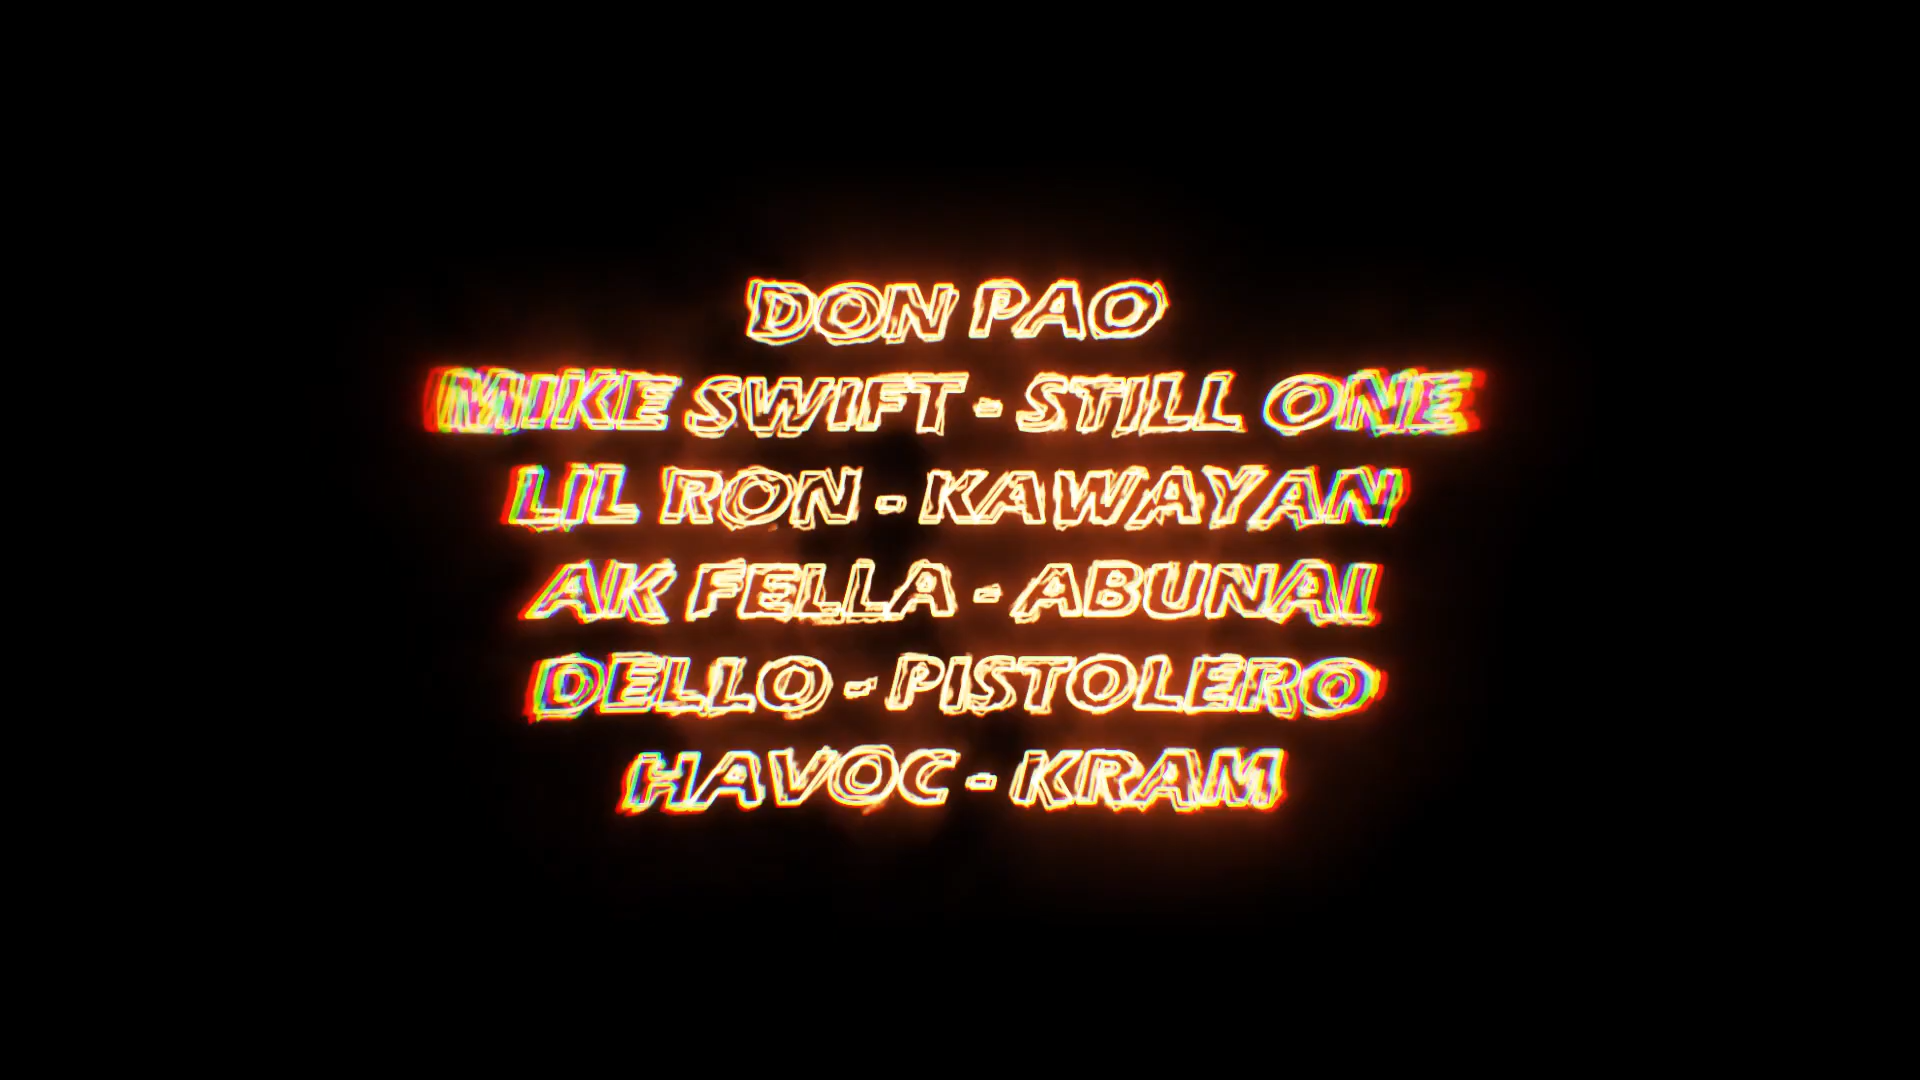 DON PAO
MIKE SWIFT - STILL ONE
LIL RON - KAWAYAN
AK FELLA - ABUNAI
DELLO - PISTOLERO
HAVOC - KRAM